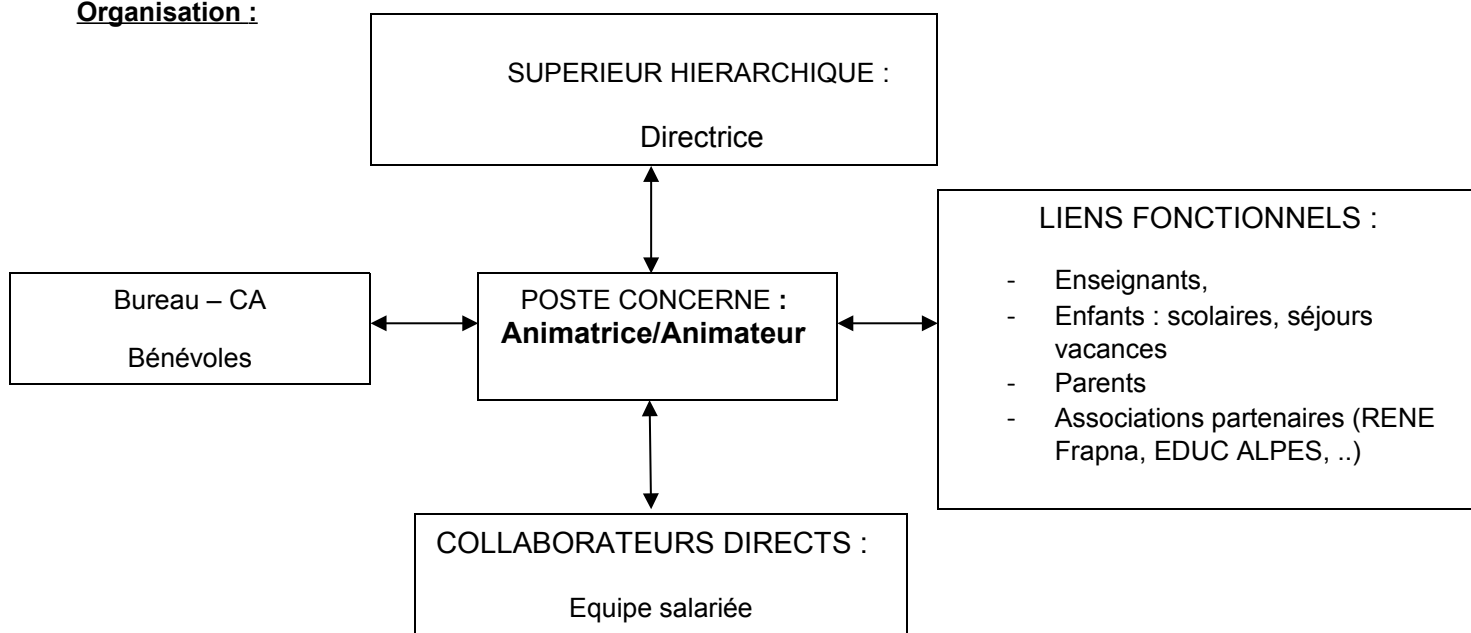 Organisation :
SUPERIEUR HIERARCHIQUE :
Directrice
LIENS FONCTIONNELS :
- Enseignants,
- Enfants : scolaires, séjours
vacances
- Parents
- Associations partenaires (RENE
Frapna, EDUC ALPES, ..)
Bureau – CA
Bénévoles
POSTE CONCERNE :
Animatrice/Animateur
COLLABORATEURS DIRECTS :
Equipe salariée